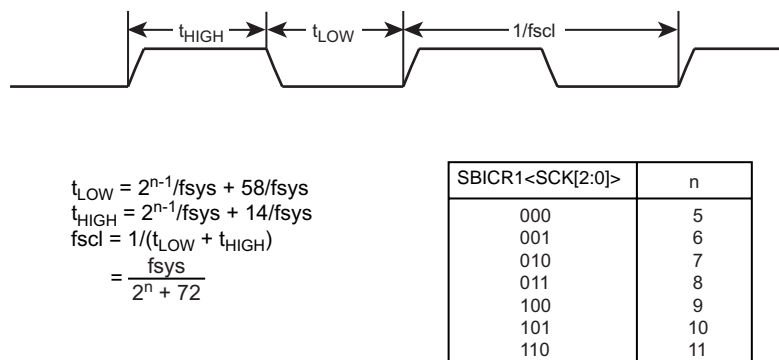 tHIGH tLOW 1/fscl
tLOW = 2n-1/fsys + 58/fsys
tHIGH = 2n-1/fsys + 14/fsys
fscl = 1/(tLOW + tHIGH)
= fsys
2n + 72
SBICR1<SCK[2:0]> n
000 5
001 6
010 7
011 8
100 9
101 10
110 11